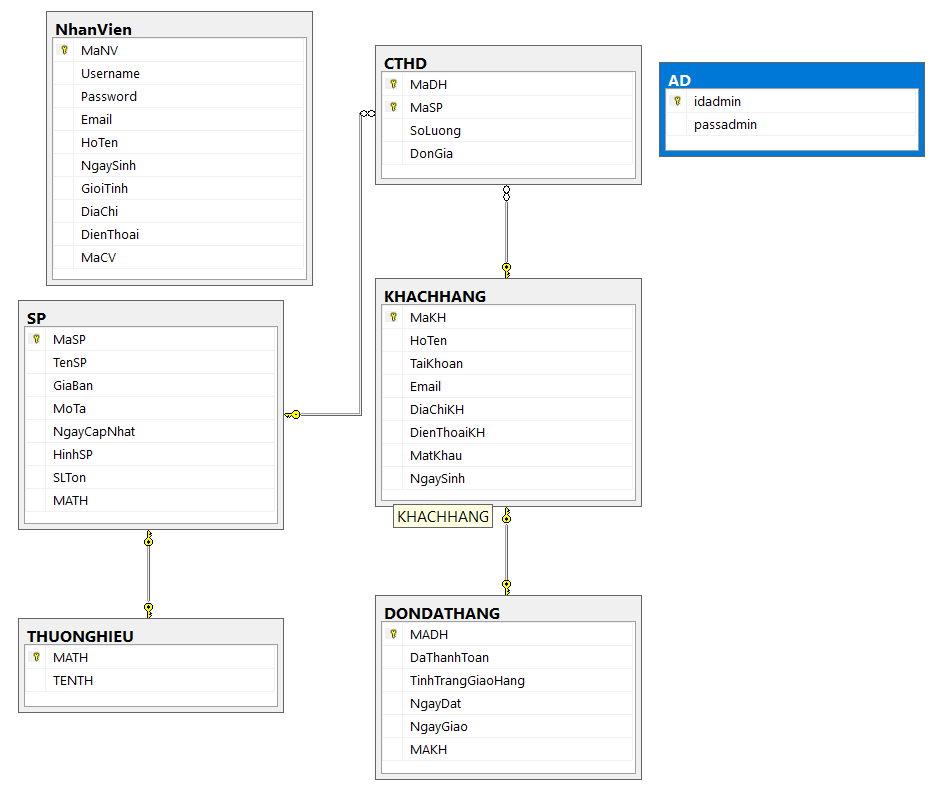 NhanVien
MaNV
Username
Password
Email
HoTen
NgaySinh
GioiTinh
DiaChi
DienThoai
MaCV
CTHD
MaDH
MaSP
SoLuong
DonGia
AD
idadmin
passadmin
SP
MaSP
TenSP
GiaBan
MoTa
NgayCapNhat
HinhSP
SLTon
MATH
KHACHHANG
MaKH
HoTen
TaiKhoan
Email
DiaChiKH
DienThoaiKH
MatKhau
NgaySinh
KHACHHANG
THUONGHIEU
MATH
TENTH
DONDATHANG
MADH
DaThanhToan
TinhTrangGiaoHang
NgayDat
NgayGiao
MAKH